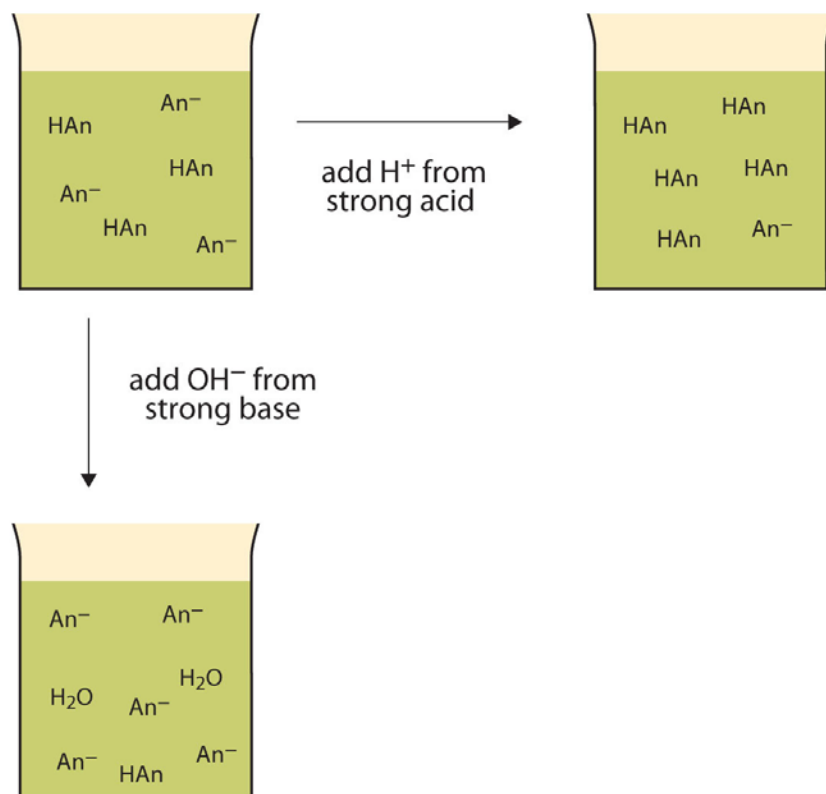 An⁻
HAn
HAn
An⁻
HAn
An⁻
add H⁺ from
strong acid
HAn
HAn
HAn
HAn
HAn
An⁻
add OH⁻ from
strong base
An⁻
An⁻
H₂O
H₂O
An⁻
An⁻
An⁻
HAn